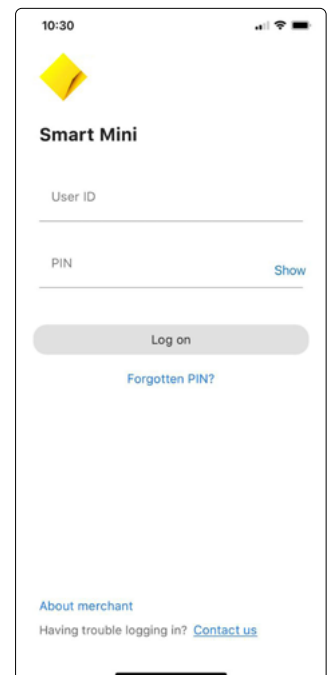 10:30
Smart Mini
User ID
PIN
Show
Log on
Forgotten PIN?
About merchant
Having trouble logging in? Contact us